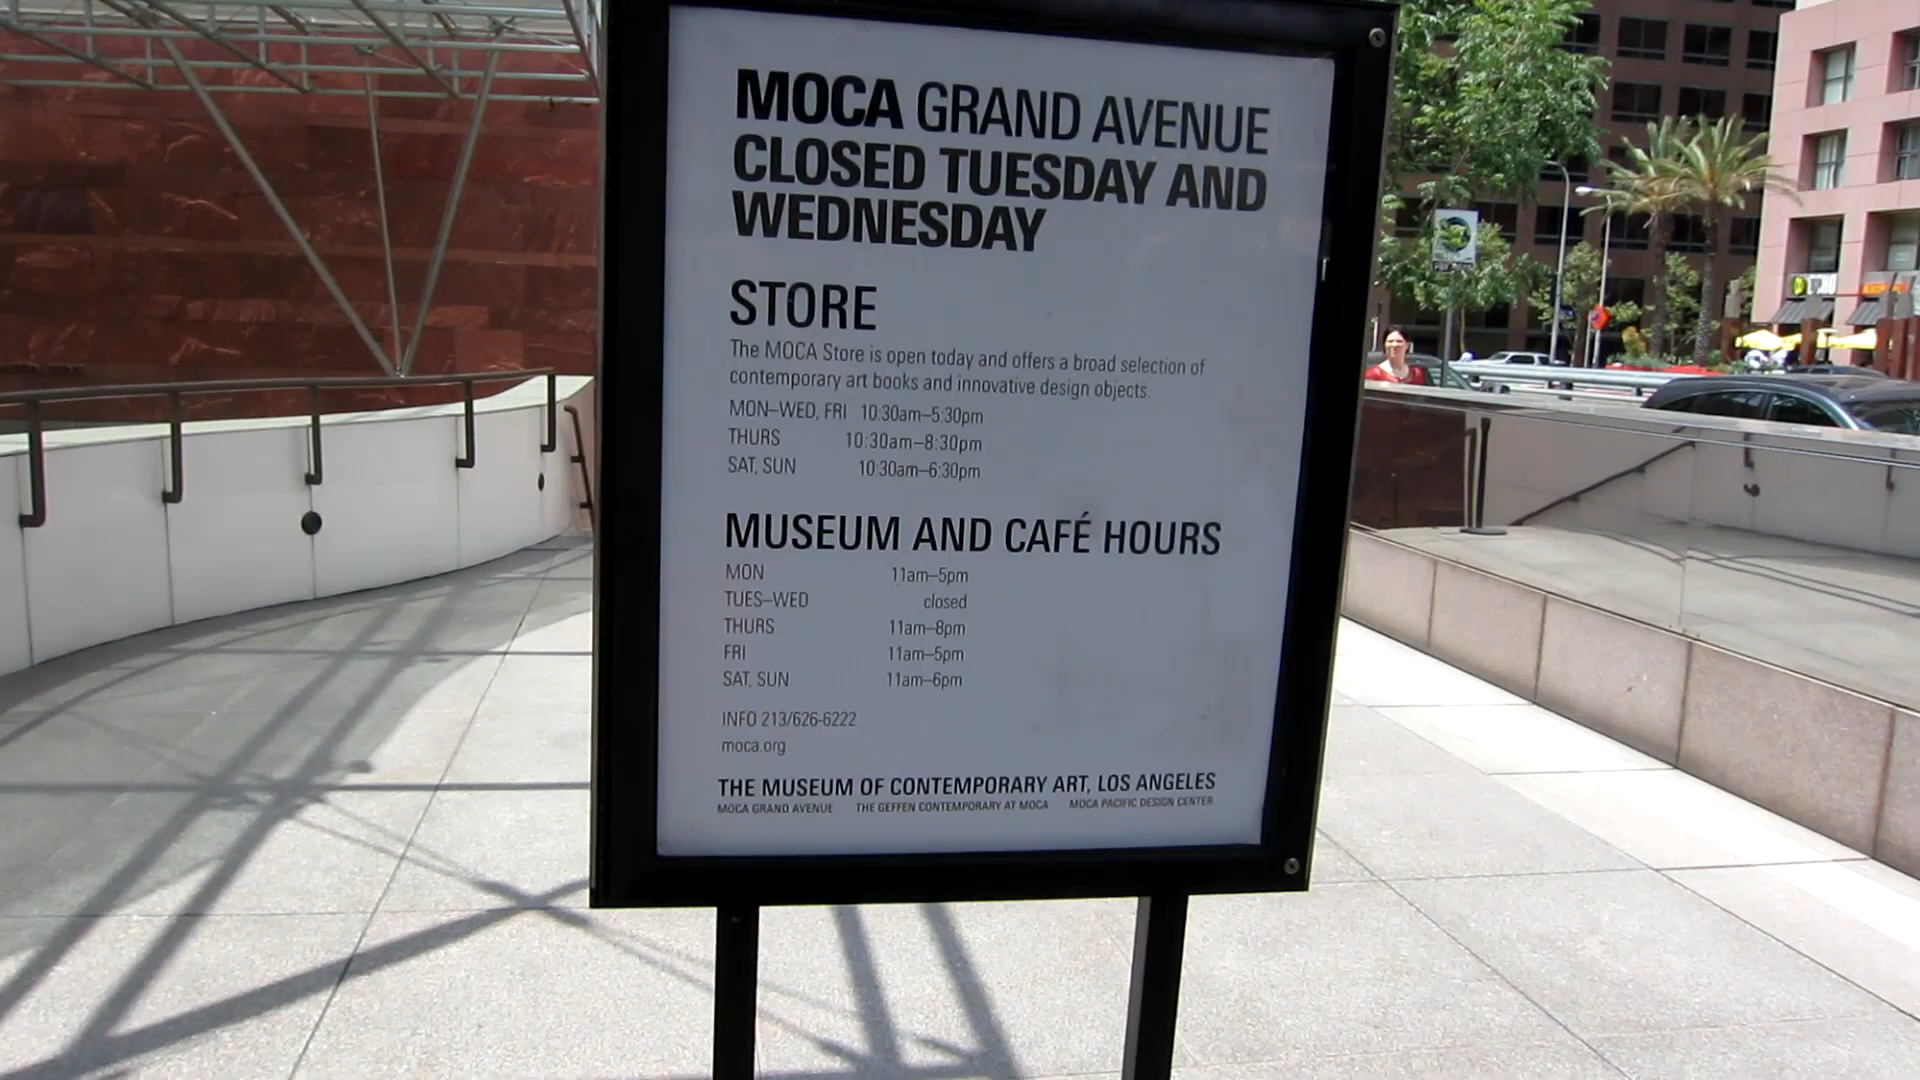 MOCA GRAND AVENUE
CLOSED TUESDAY AND
WEDNESDAY
STORE
The MOCA Store is open today and offers a broad selection of
contemporary art books and innovative design objects.
MON–WED, FRI 10:30am–5:30pm
THURS 10:30am–8:30pm
SAT, SUN 10:30am–6:30pm
MUSEUM AND CAFÉ HOURS
MON 11am–5pm
TUES–WED closed
THURS 11am–8pm
FRI 11am–5pm
SAT, SUN 11am–6pm
INFO 213/626-6222
moca.org
THE MUSEUM OF CONTEMPORARY ART, LOS ANGELES
MOCA GRAND AVENUE THE GEFFEN CONTEMPORARY AT MOCA MOCA PACIFIC DESIGN CENTER